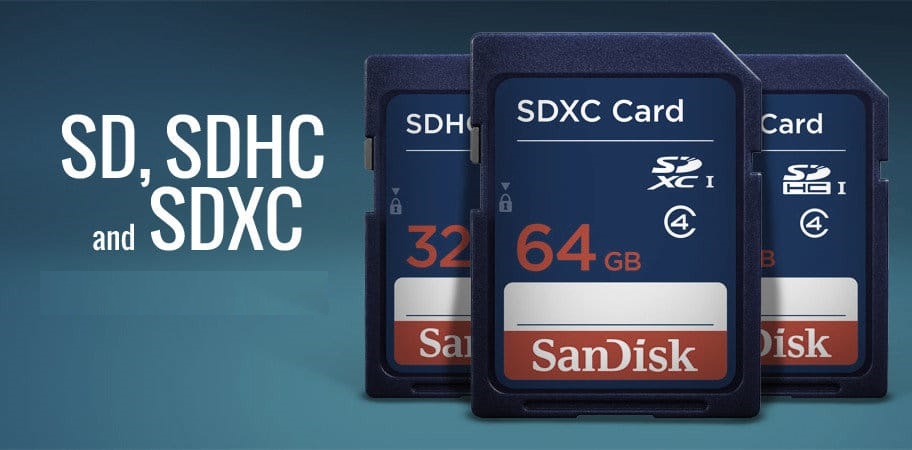 SD, SDHC
and SDXC
SDHC
32
SanDisk
SDXC Card
SD
XC I
4
64 GB
SanDisk
Card
SD
HC I
4
B
Disk